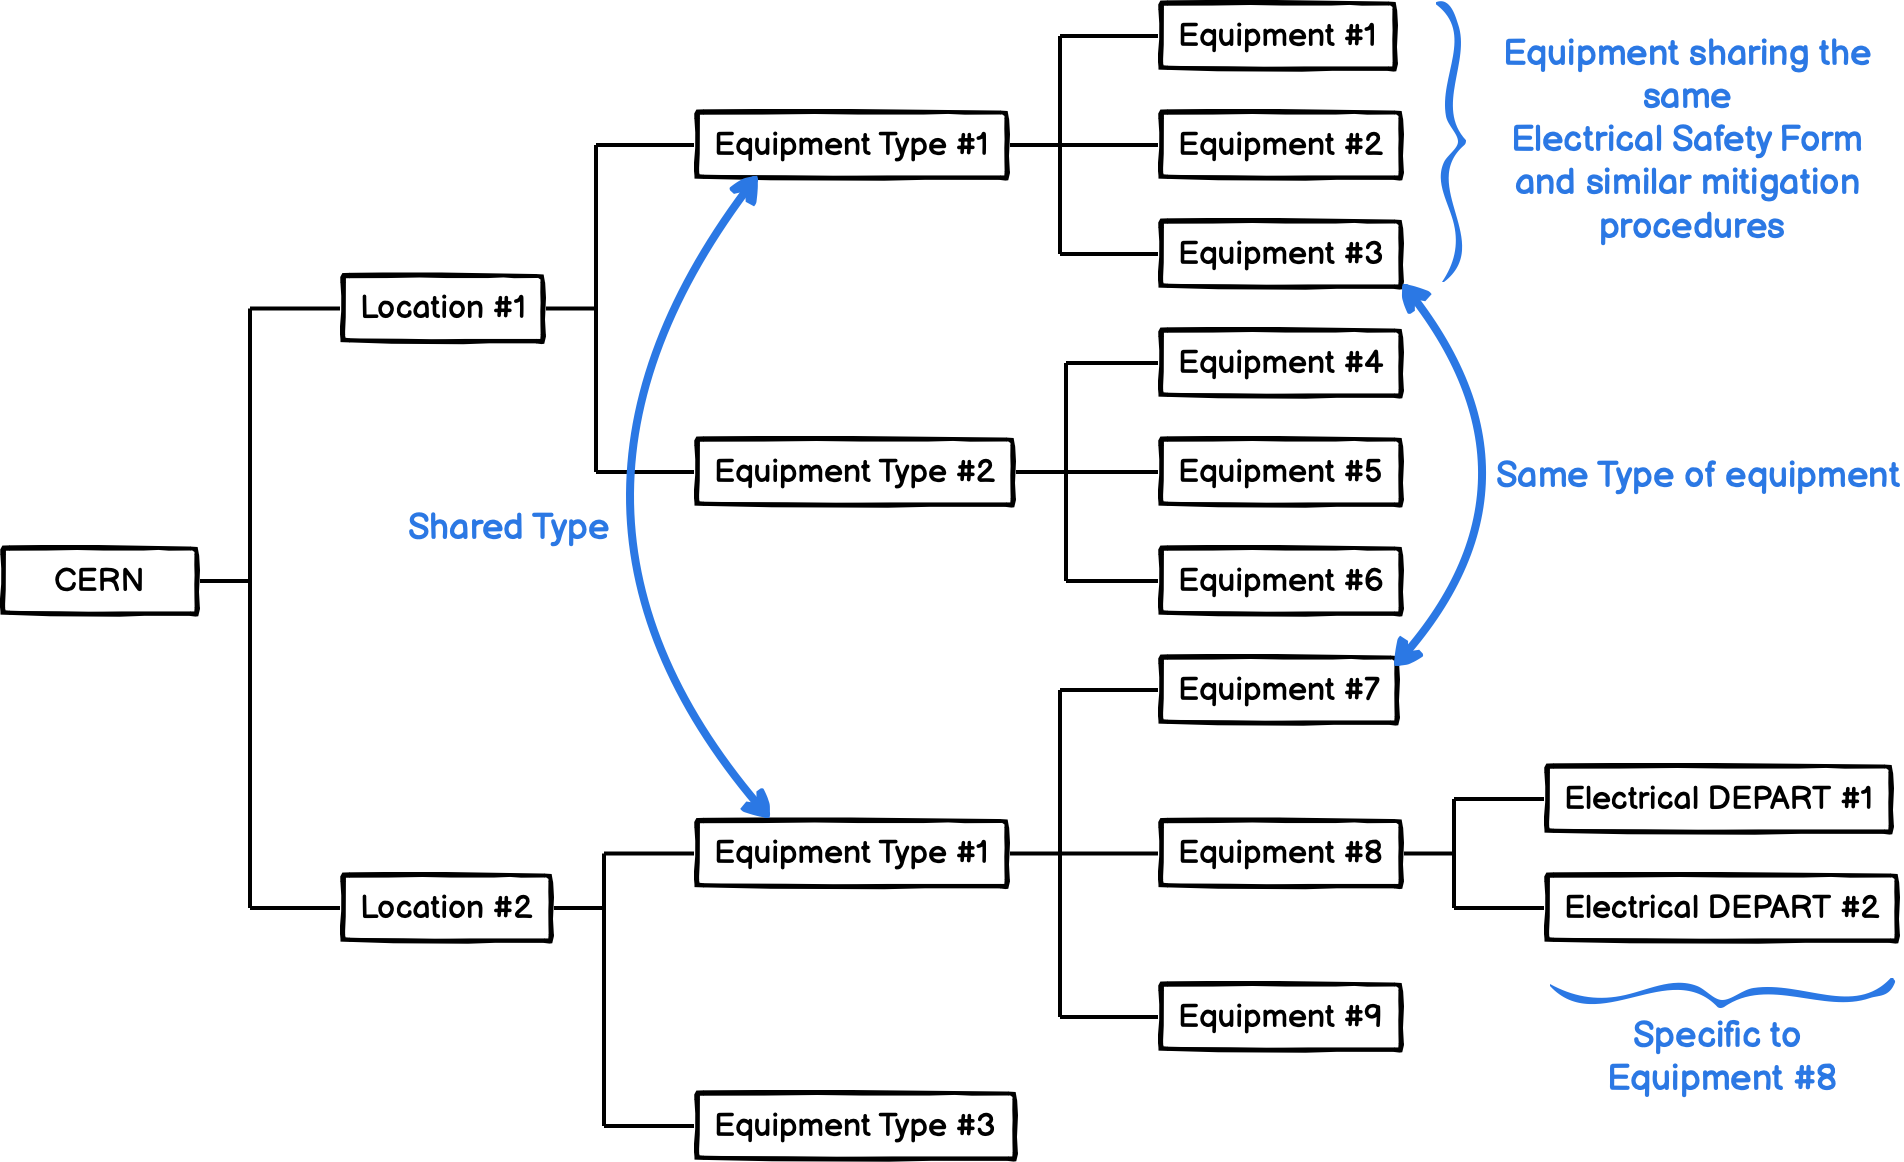 Equipment #1
Equipment sharing the
same
Electrical Safety Form
and similar mitigation
procedures
Equipment Type #1
Equipment #2
Equipment #3
Location #1
Equipment #4
Equipment Type #2
Equipment #5
Same Type of equipment
Shared Type
CERN
Equipment #6
Equipment #7
Electrical DEPART #1
Equipment Type #1
Equipment #8
Location #2
Electrical DEPART #2
Equipment #9
Specific to
Equipment #8
Equipment Type #3